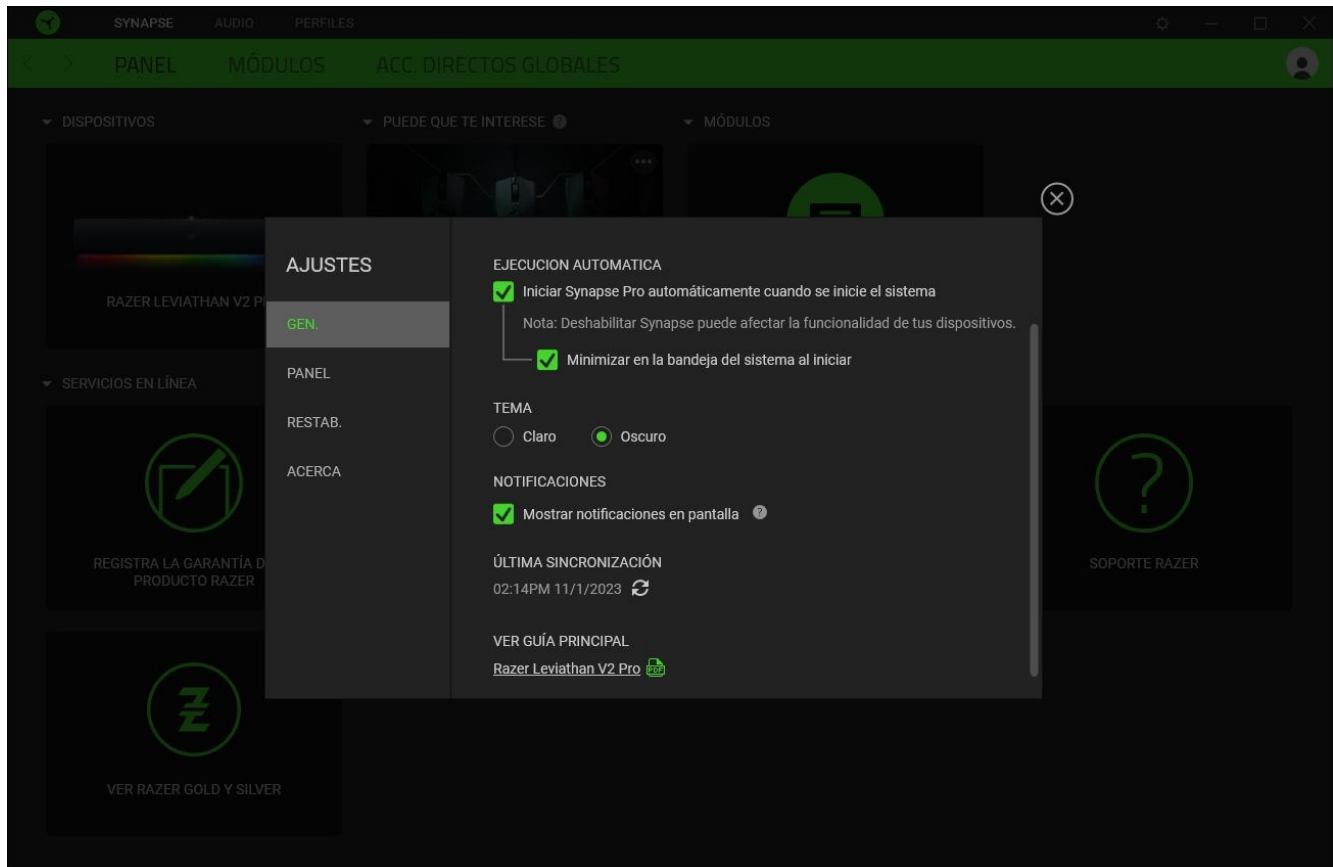 SYNAPSE AUDIO PERFILES
PANEL MÓDULOS ACC. DIRECTOS GLOBALES
DISPOSITIVOS PUEDE QUE TE INTERESE ? MÓDULOS
RAZER LEVIATHAN V2 P
SERVICIOS EN LÍNEA
REGISTRA LA GARANTÍA D
PRODUCTO RAZER
VER RAZER GOLD Y SILVER
AJUSTES
GEN.
PANEL
RESTAB.
ACERCA
EJECUCION AUTOMATICA
Iniciar Synapse Pro automáticamente cuando se inicie el sistema
Nota: Deshabilitar Synapse puede afectar la funcionalidad de tus dispositivos.
Minimizar en la bandeja del sistema al iniciar
TEMA
Claro Oscuro
NOTIFICACIONES
Mostrar notificaciones en pantalla ?
ÚLTIMA SINCRONIZACIÓN
02:14PM 11/1/2023
VER GUÍA PRINCIPAL
Razer Leviathan V2 Pro PDF
?
SOPORTE RAZER